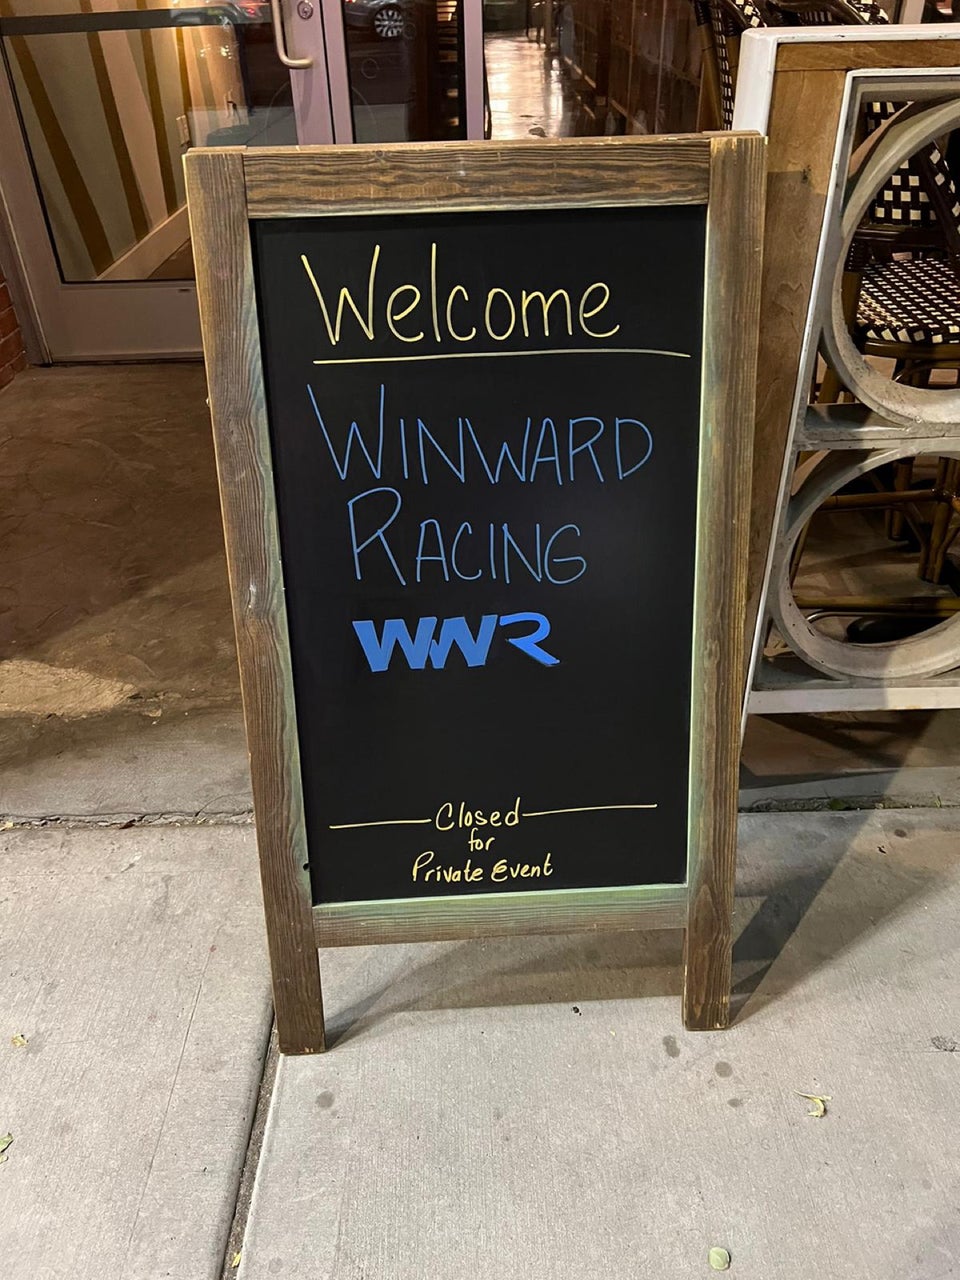 Welcome
WINWARD
RACING
WWR
Closed
for
Private Event